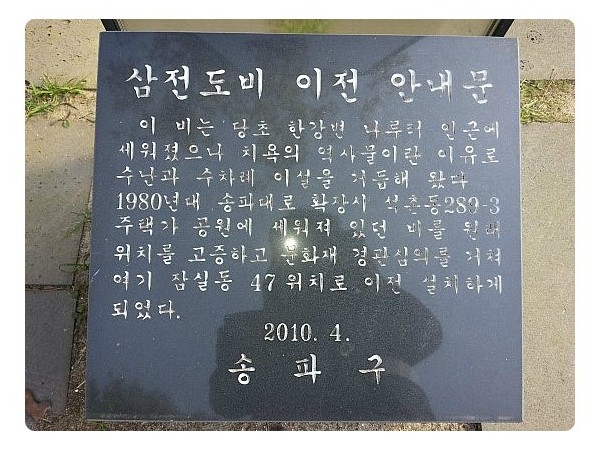 삼전도비 이전 안내문
이 비는 당초 한강변 나루터 인근에
세워졌으나 치욕의 역사물이란 이유로
수난과 수차례 이설을 거듭해 왔다
1980년대 송파대로 확장시 석촌동289-3
주택가 공원에 세워져 있던 비를 원래
위치를 고증하고 문화재 경관심의를 거쳐
여기 잠실동 47위치로 이전 설치하게
되었다.
2010. 4.
송 파 구